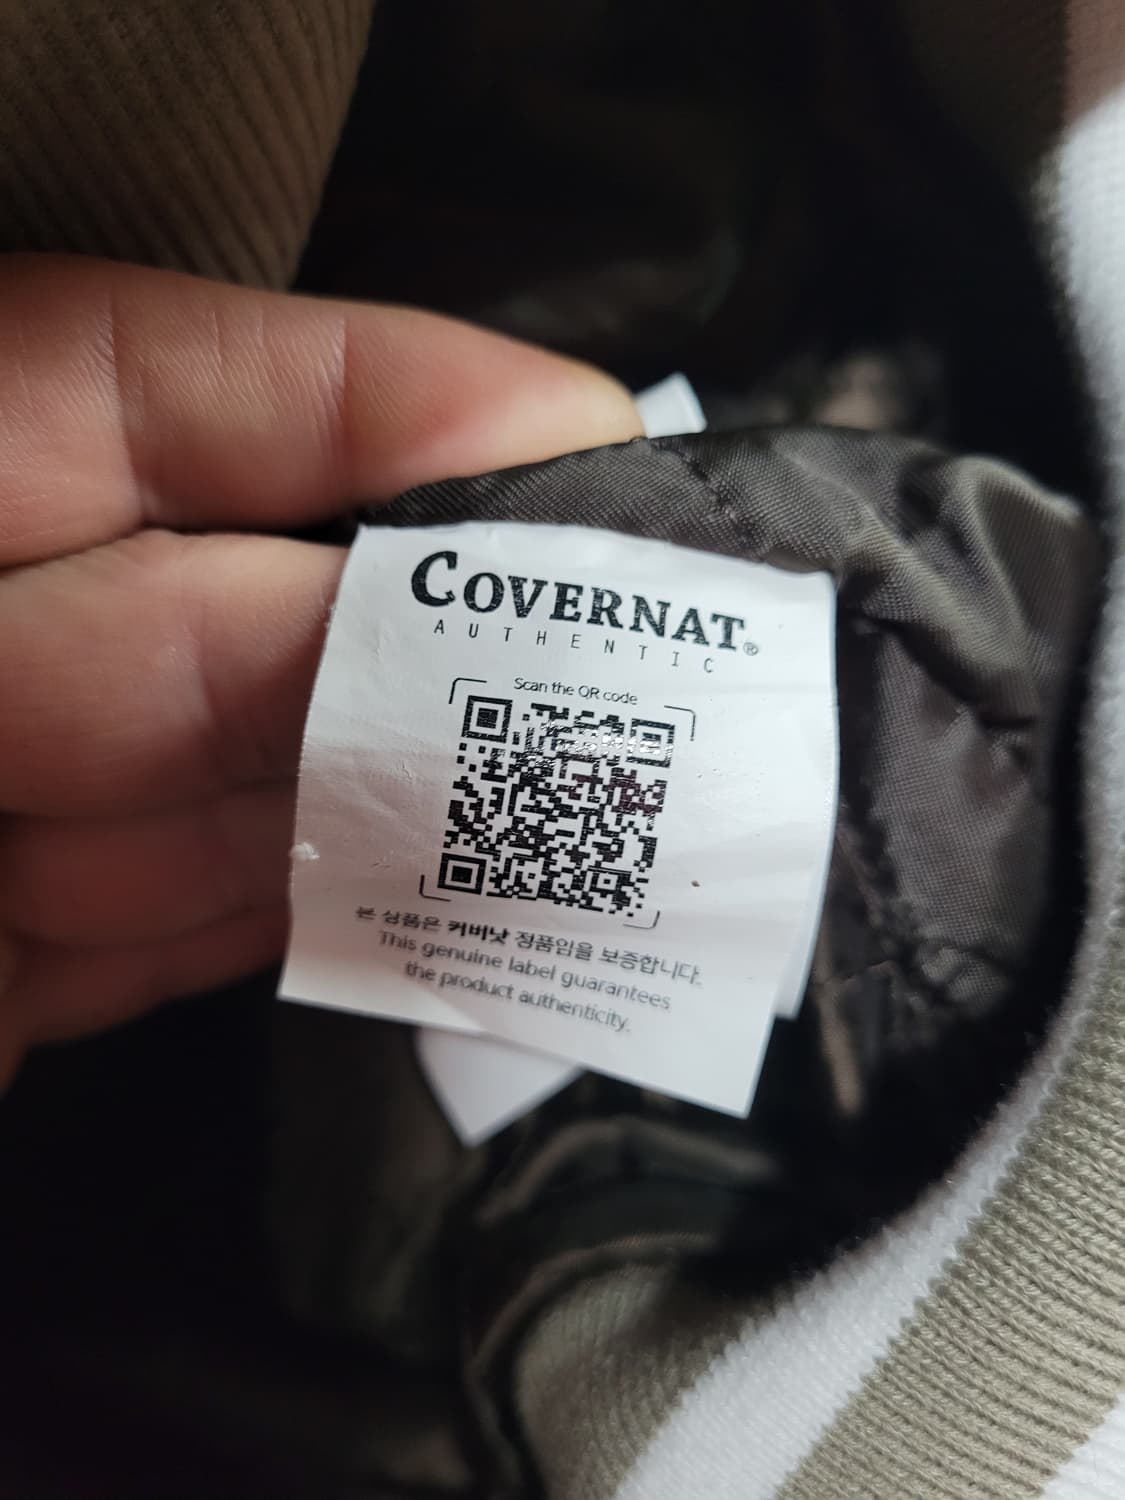 COVERNAT®
AUTHENTIC
Scan the QR code
본 상품은 커버낫 정품임을 보증합니다.
This genuine label guarantees
the product authenticity.